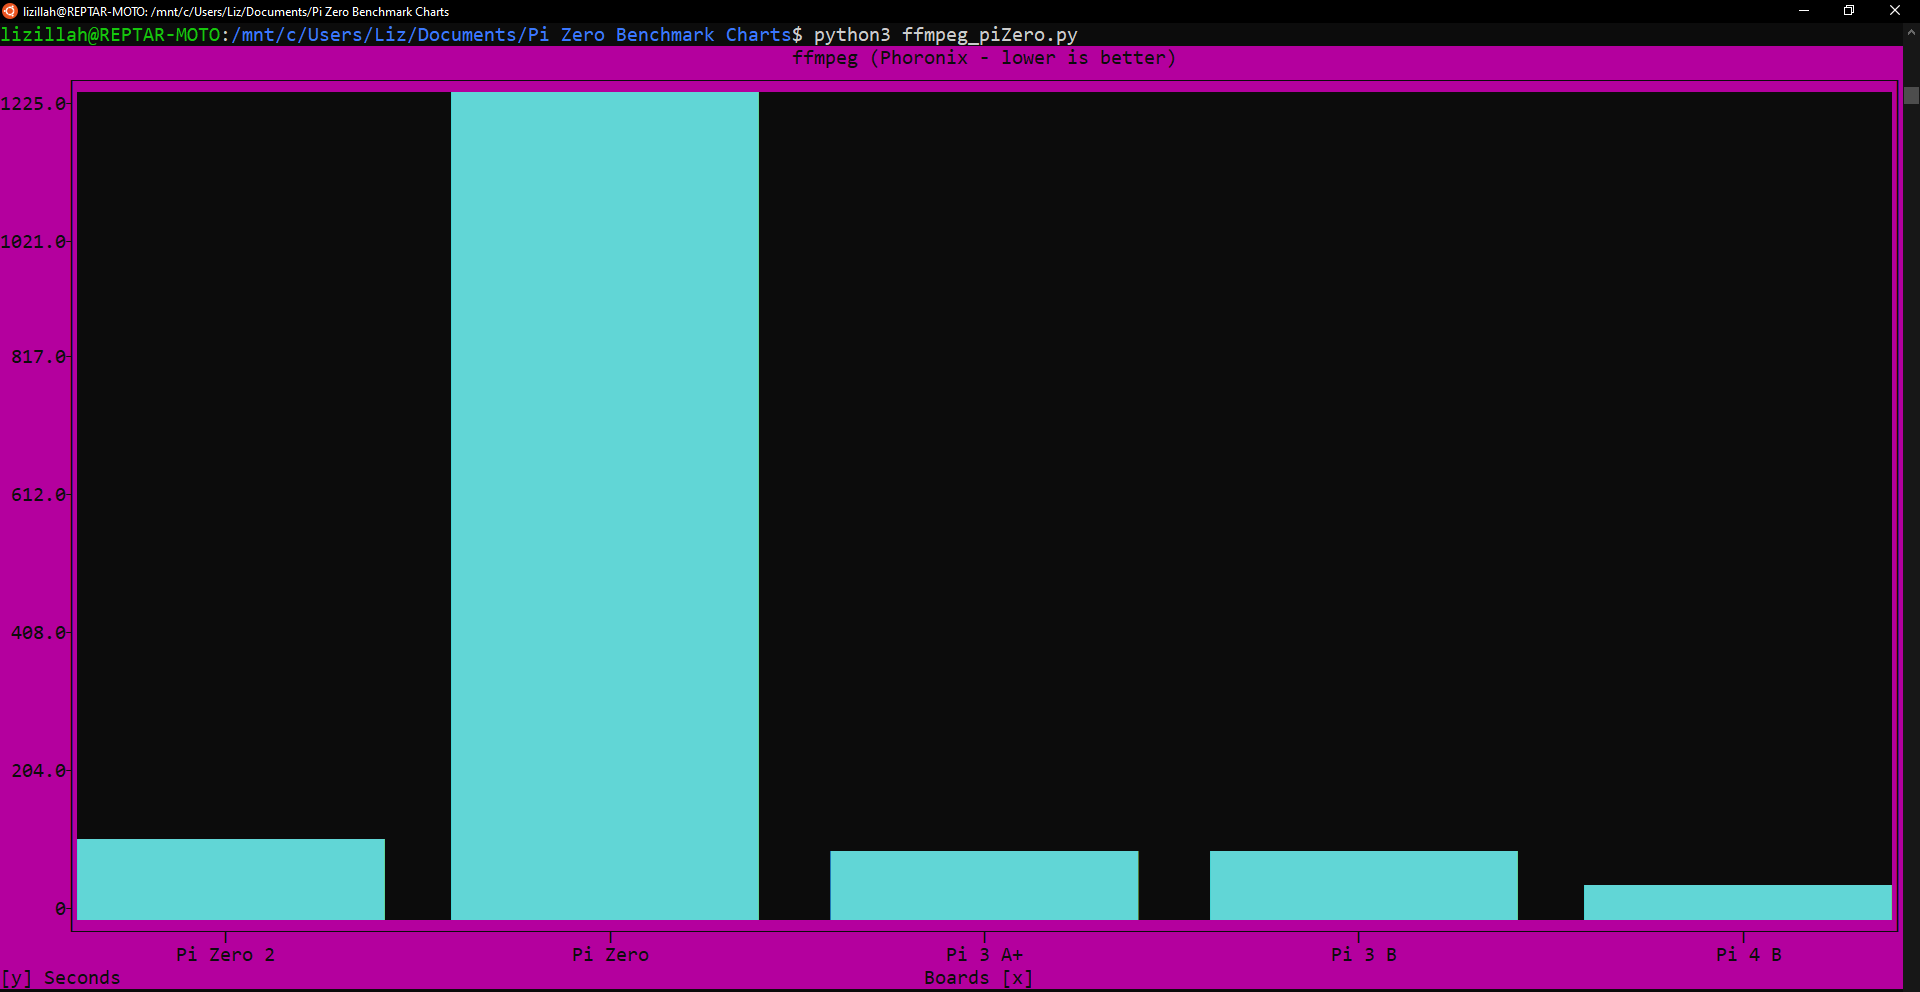 lizillah@REPTAR-MOTO: /mnt/c/Users/Liz/Documents/Pi Zero Benchmark Charts
lizillah@REPTAR-MOTO:/mnt/c/Users/Liz/Documents/Pi Zero Benchmark Charts$ python3 ffmpeg_piZero.py
ffmpeg (Phoronix - lower is better)
1225.0
1021.0
817.0
612.0
408.0
204.0
0
Pi Zero 2 Pi Zero Pi 3 A+ Pi 3 B Pi 4 B
[y] Seconds Boards [x]